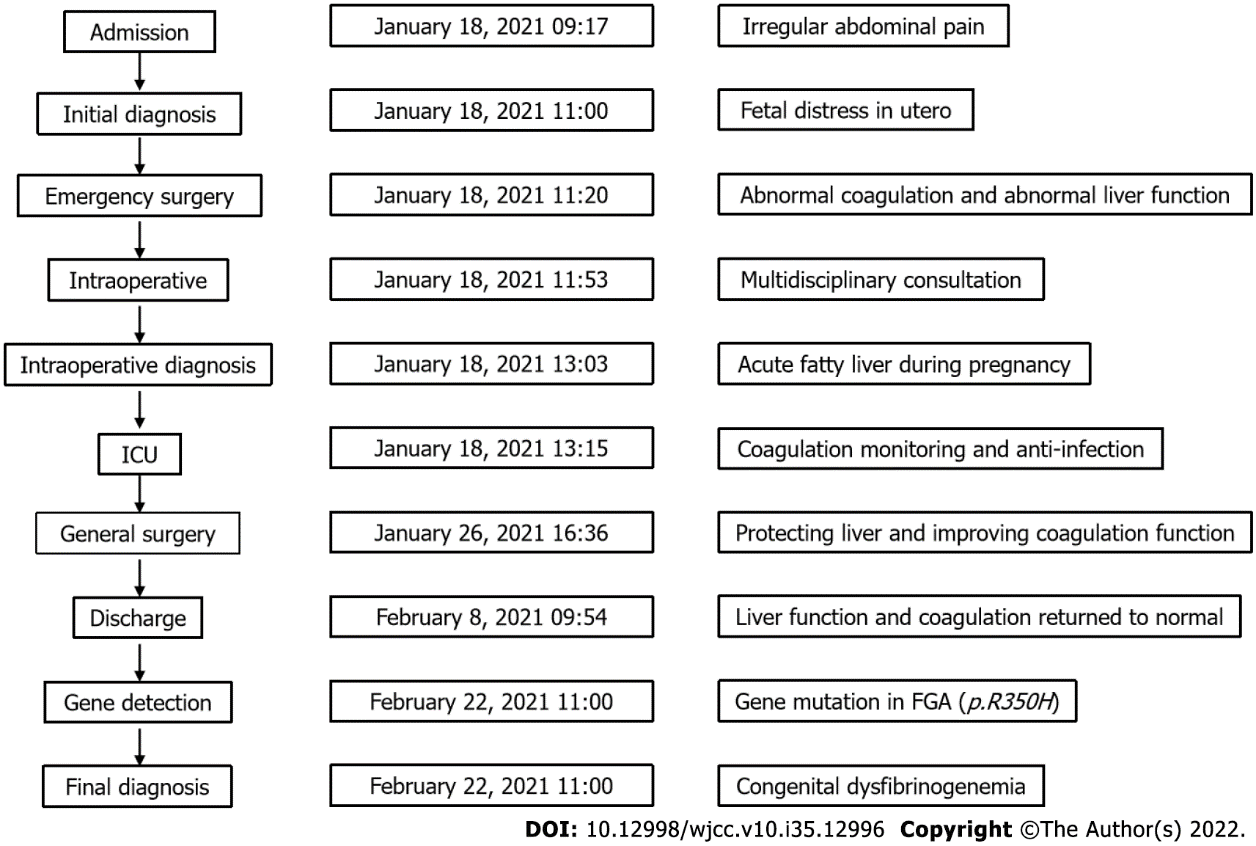 Admission January 18, 2021 09:17 Irregular abdominal pain
Initial diagnosis January 18, 2021 11:00 Fetal distress in utero
Emergency surgery January 18, 2021 11:20 Abnormal coagulation and abnormal liver function
Intraoperative January 18, 2021 11:53 Multidisciplinary consultation
Intraoperative diagnosis January 18, 2021 13:03 Acute fatty liver during pregnancy
ICU January 18, 2021 13:15 Coagulation monitoring and anti-infection
General surgery January 26, 2021 16:36 Protecting liver and improving coagulation function
Discharge February 8, 2021 09:54 Liver function and coagulation returned to normal
Gene detection February 22, 2021 11:00 Gene mutation in FGA (p.R350H)
Final diagnosis February 22, 2021 11:00 Congenital dysfibrinogenemia
DOI: 10.12998/wjcc.v10.i35.12996 Copyright ©The Author(s) 2022.